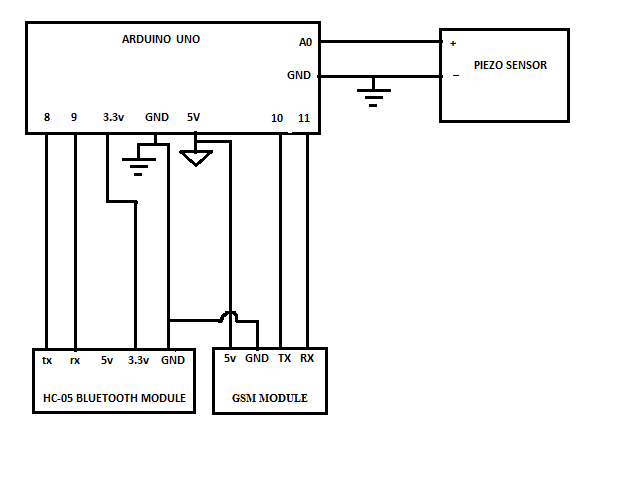 ARDUINO UNO
A0
+
PIEZO SENSOR
GND
–
8 9 3.3v GND 5V 10 11
tx rx 5v 3.3v GND
5v GND TX RX
HC-05 BLUETOOTH MODULE
GSM MODULE